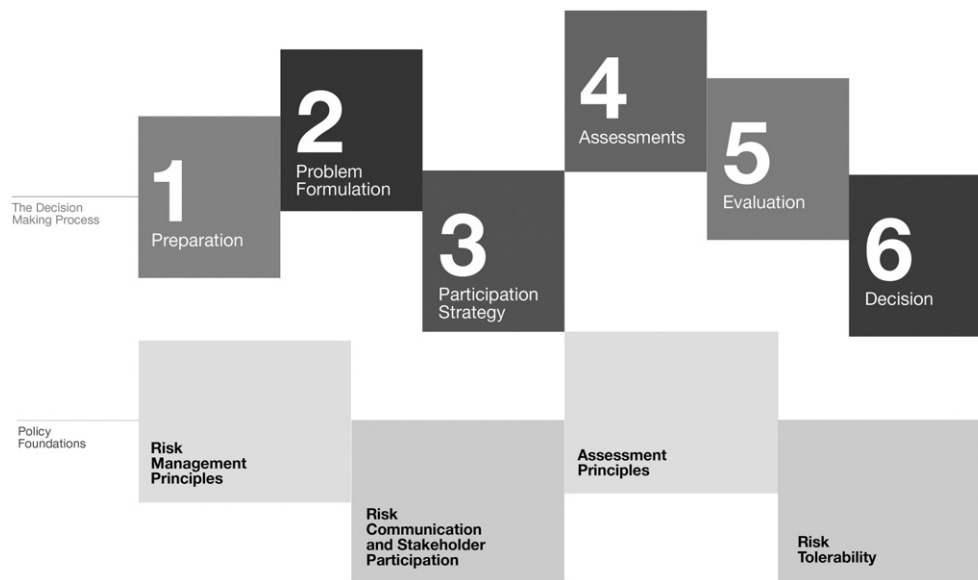 The Decision
Making Process
1
Preparation
2
Problem
Formulation
3
Participation
Strategy
4
Assessments
5
Evaluation
6
Decision
Policy
Foundations
Risk
Management
Principles
Risk
Communication
and Stakeholder
Participation
Assessment
Principles
Risk
Tolerability